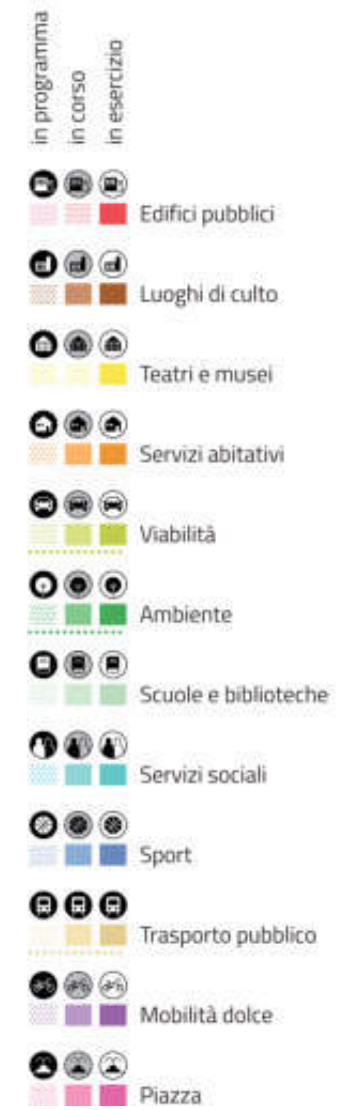 in programma
in corso
in esercizio
Edifici pubblici
Luoghi di culto
Teatri e musei
Servizi abitativi
Viabilità
Ambiente
Scuole e biblioteche
Servizi sociali
Sport
Trasporto pubblico
Mobilità dolce
Piazza